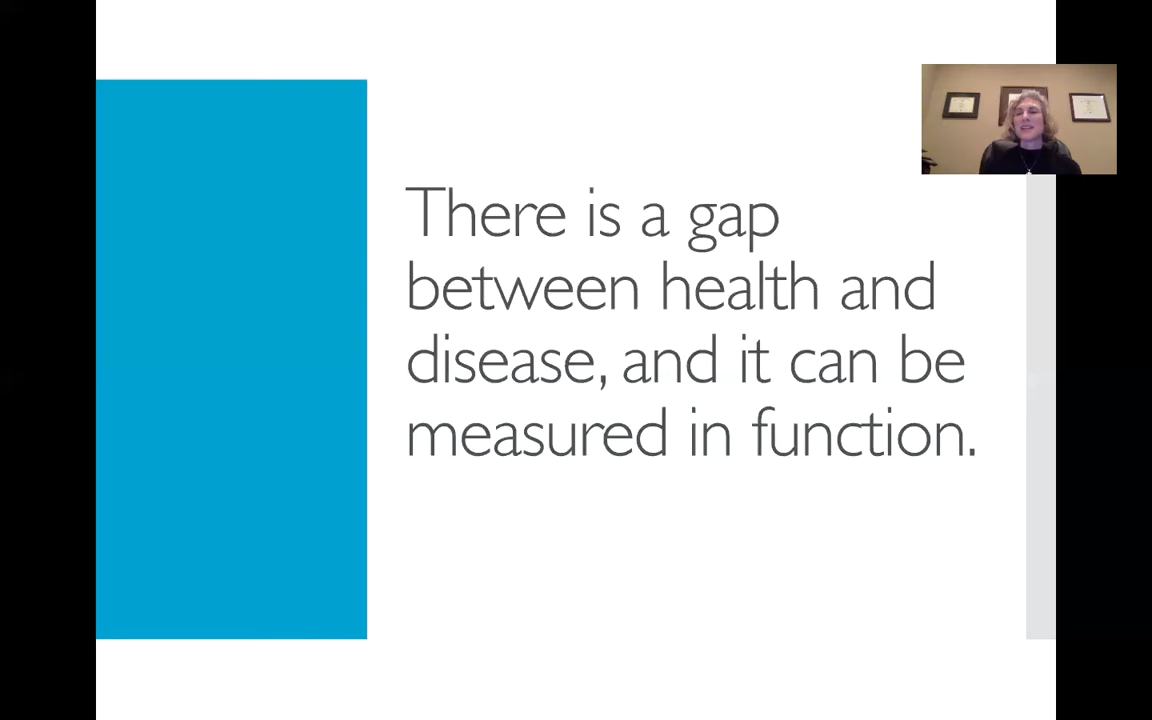 There is a gap
between health and
disease, and it can be
measured in function.